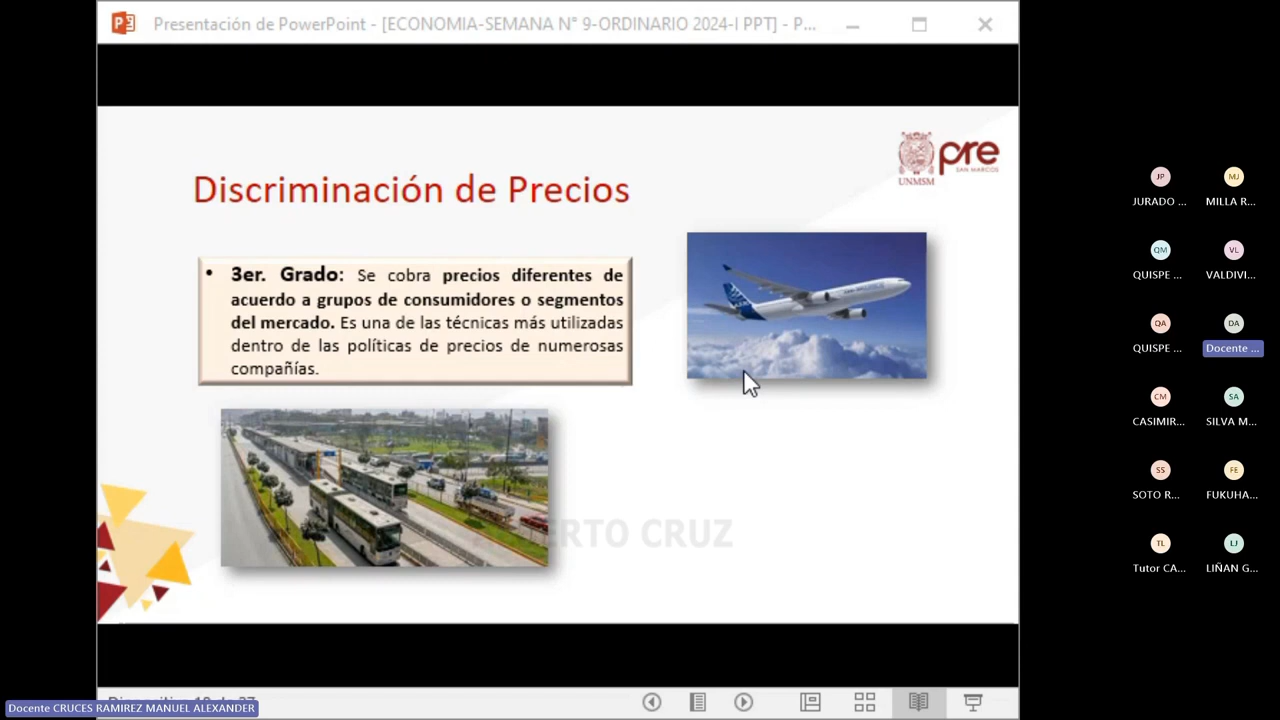 Presentación de PowerPoint - [ECONOMIA-SEMANA N° 9-ORDINARIO 2024-I PPT] - P...
UNMSM
pre
SAN MARCOS
Discriminación de Precios
• 3er. Grado: Se cobra precios diferentes de
acuerdo a grupos de consumidores o segmentos
del mercado. Es una de las técnicas más utilizadas
dentro de las políticas de precios de numerosas
compañías.
ERTO CRUZ
JP
JURADO ...
MJ
MILLA R...
QM
QUISPE ...
VL
VALDIVI...
QA
QUISPE ...
DA
Docente ...
CM
CASIMIR...
SA
SILVA M...
SS
SOTO R...
FE
FUKUHA...
TL
Tutor CA...
LJ
LIÑAN G...
Docente CRUCES RAMIREZ MANUEL ALEXANDER